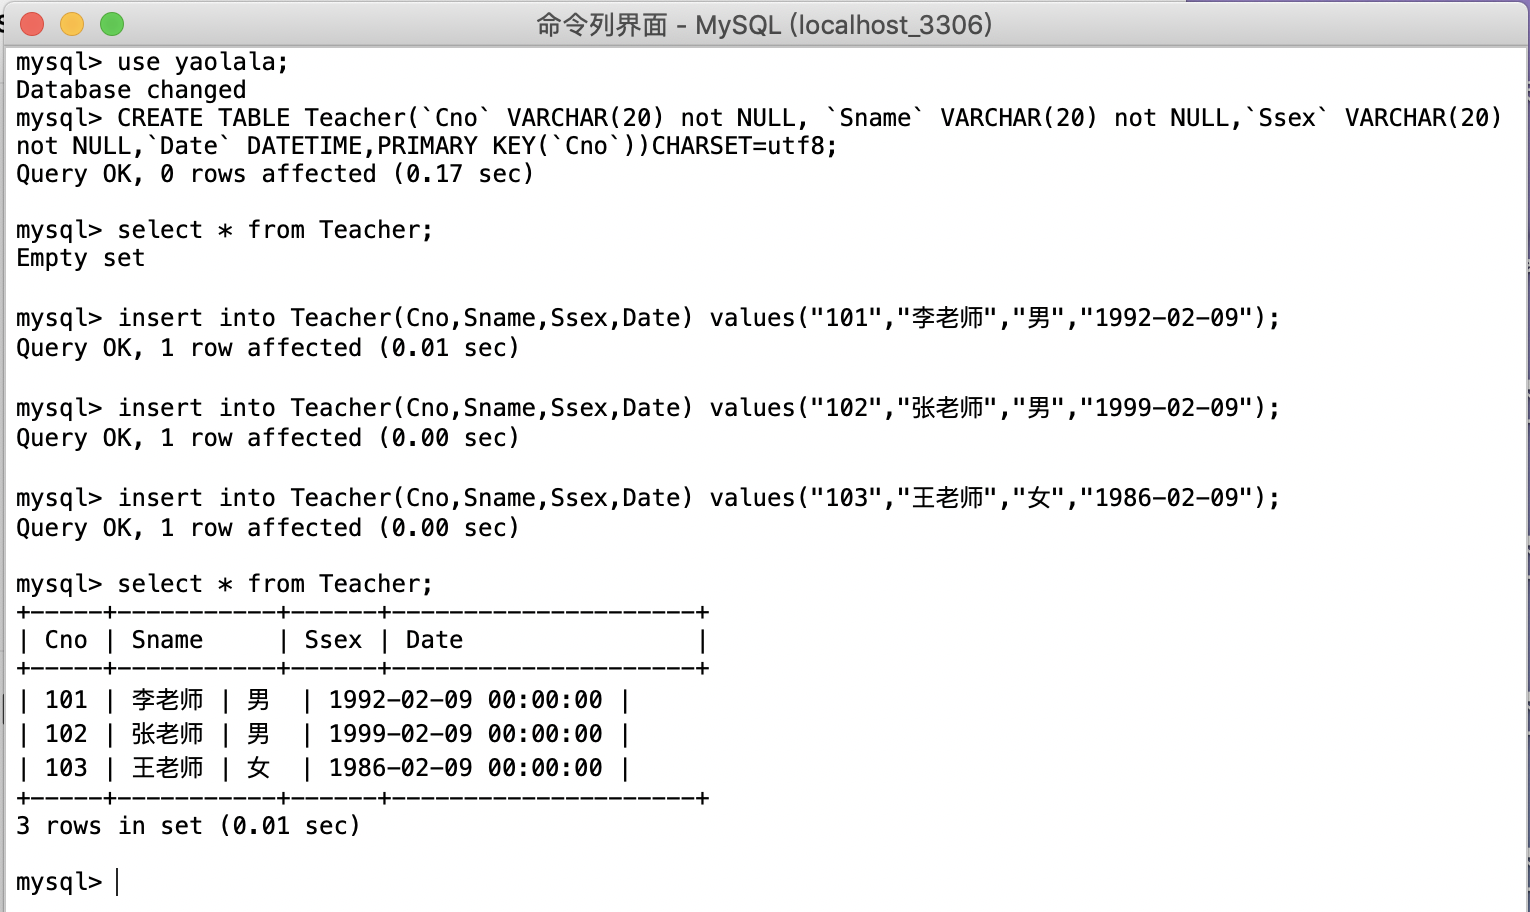 命令列界面 - MySQL (localhost_3306)
mysql> use yaolala;
Database changed
mysql> CREATE TABLE Teacher(`Cno` VARCHAR(20) not NULL, `Sname` VARCHAR(20) not NULL,`Ssex` VARCHAR(20)
not NULL,`Date` DATETIME,PRIMARY KEY(`Cno`))CHARSET=utf8;
Query OK, 0 rows affected (0.17 sec)

mysql> select * from Teacher;
Empty set

mysql> insert into Teacher(Cno,Sname,Ssex,Date) values("101","李老师","男","1992-02-09");
Query OK, 1 row affected (0.01 sec)

mysql> insert into Teacher(Cno,Sname,Ssex,Date) values("102","张老师","男","1999-02-09");
Query OK, 1 row affected (0.00 sec)

mysql> insert into Teacher(Cno,Sname,Ssex,Date) values("103","王老师","女","1986-02-09");
Query OK, 1 row affected (0.00 sec)

mysql> select * from Teacher;
+-----+-----------+------+---------------------+
| Cno | Sname     | Ssex | Date                |
+-----+-----------+------+---------------------+
| 101 | 李老师 | 男  | 1992-02-09 00:00:00 |
| 102 | 张老师 | 男  | 1999-02-09 00:00:00 |
| 103 | 王老师 | 女  | 1986-02-09 00:00:00 |
+-----+-----------+------+---------------------+
3 rows in set (0.01 sec)

mysql>